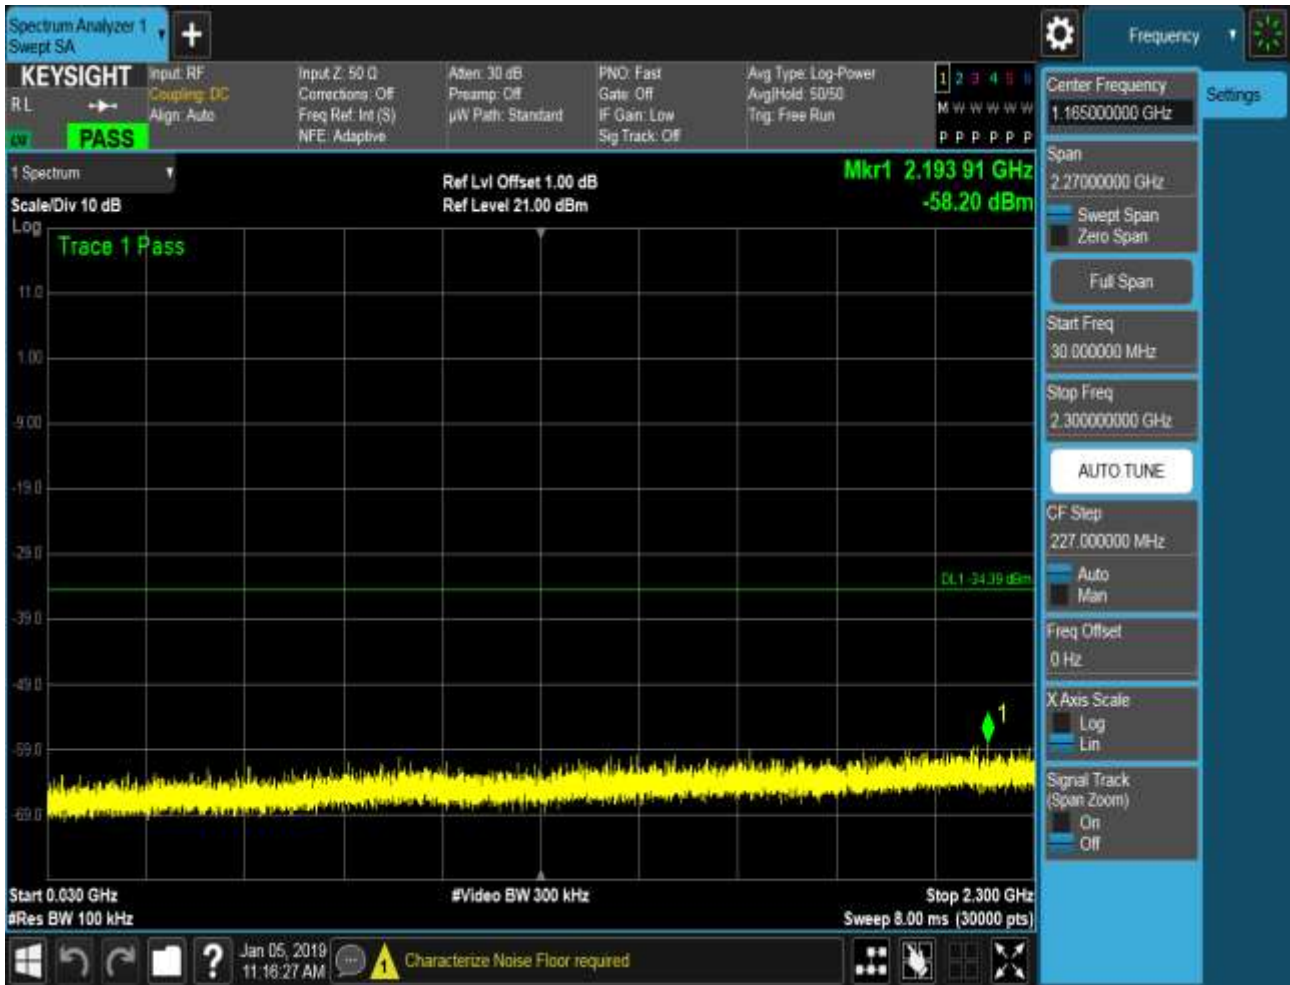 Spectrum Analyzer 1
Swept SA
+
Frequency
KEYSIGHT
RL
PASS
Input: RF
Coupling: DC
Align: Auto
Input Z: 50 Ω
Corrections: Off
Freq Ref: Int (S)
NFE: Adaptive
Atten: 30 dB
Preamp: Off
µW Path: Standard
PNO: Fast
Gate: Off
IF Gain: Low
Sig Track: Off
Avg Type: Log-Power
Avg|Hold: 50/50
Trig: Free Run
1 2 3 4 5 6
M W W W W W
P P P P P P
1 Spectrum
Scale/Div 10 dB
Ref Lvl Offset 1.00 dB
Ref Level 21.00 dBm
Mkr1 2.193 91 GHz
-58.20 dBm
Log
Trace 1 Pass
11.0
1.00
-9.00
-19.0
-29.0
DL1 -34.39 dBm
-39.0
-49.0
1
-59.0
-69.0
Start 0.030 GHz
#Video BW 300 kHz
Stop 2.300 GHz
#Res BW 100 kHz
Sweep 8.00 ms (30000 pts)
Center Frequency
1.165000000 GHz
Settings
Span
2.27000000 GHz
Swept Span
Zero Span
Full Span
Start Freq
30.000000 MHz
Stop Freq
2.300000000 GHz
AUTO TUNE
CF Step
227.000000 MHz
Auto
Man
Freq Offset
0 Hz
X Axis Scale
Log
Lin
Signal Track
(Span Zoom)
On
Off
?
Jan 05, 2019
11:16:27 AM
1
Characterize Noise Floor required